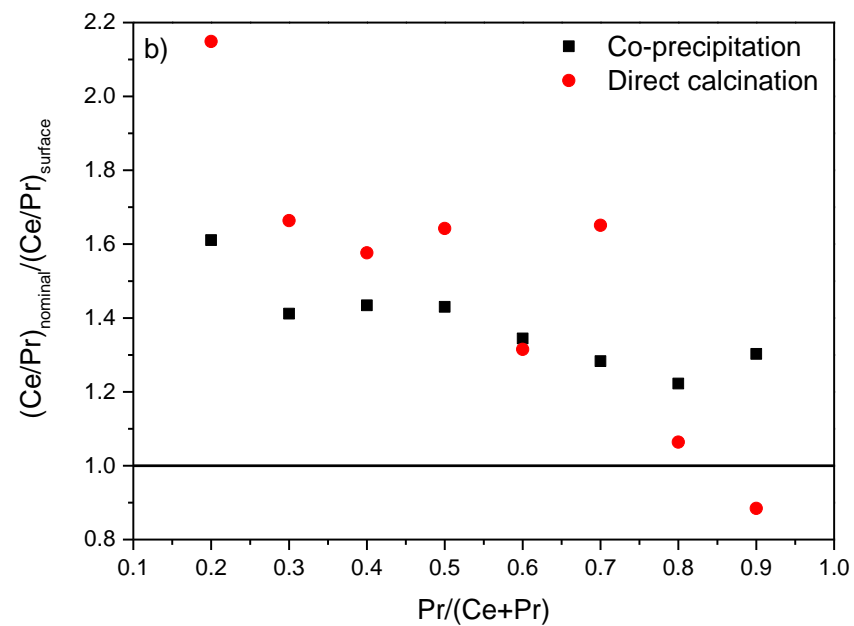 b)
Co-precipitation
Direct calcination
(Ce/Pr)nominal/(Ce/Pr)surface
2.2
2.0
1.8
1.6
1.4
1.2
1.0
0.8
0.1 0.2 0.3 0.4 0.5 0.6 0.7 0.8 0.9 1.0
Pr/(Ce+Pr)